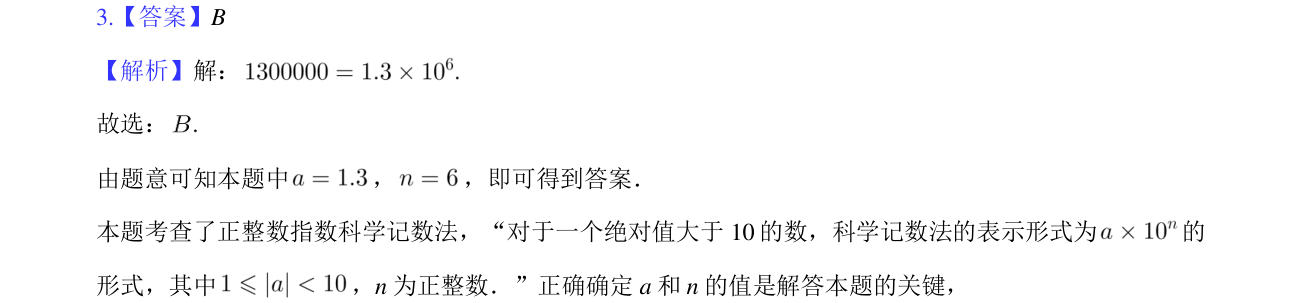 3.【答案】B
【解析】解：1300000 = 1.3 × 10⁶.
故选：B.
由题意可知本题中a = 1.3，n = 6，即可得到答案．
本题考查了正整数指数科学记数法，“对于一个绝对值大于 10 的数，科学记数法的表示形式为a × 10ⁿ的
形式，其中1 ⩽ |a| < 10，n 为正整数．”正确确定 a 和 n 的值是解答本题的关键，